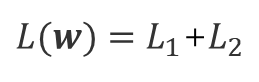 L(w) = L₁+L₂